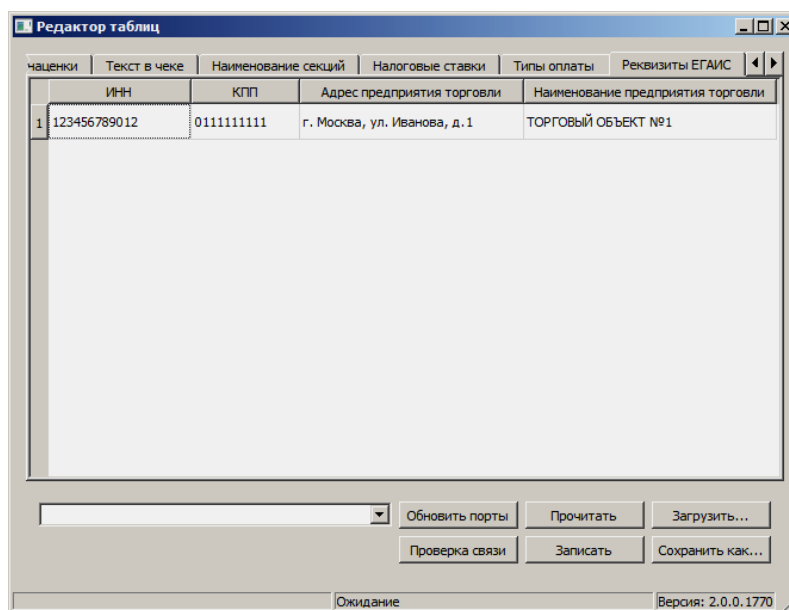 Редактор таблиц
наценки Текст в чеке Наименование секций Налоговые ставки Типы оплаты Реквизиты ЕГАИС
ИНН КПП Адрес предприятия торговли Наименование предприятия торговли
1 123456789012 0111111111 г. Москва, ул. Иванова, д.1 ТОРГОВЫЙ ОБЪЕКТ №1
Обновить порты Прочитать Загрузить...
Проверка связи Записать Сохранить как...
Ожидание Версия: 2.0.0.1770